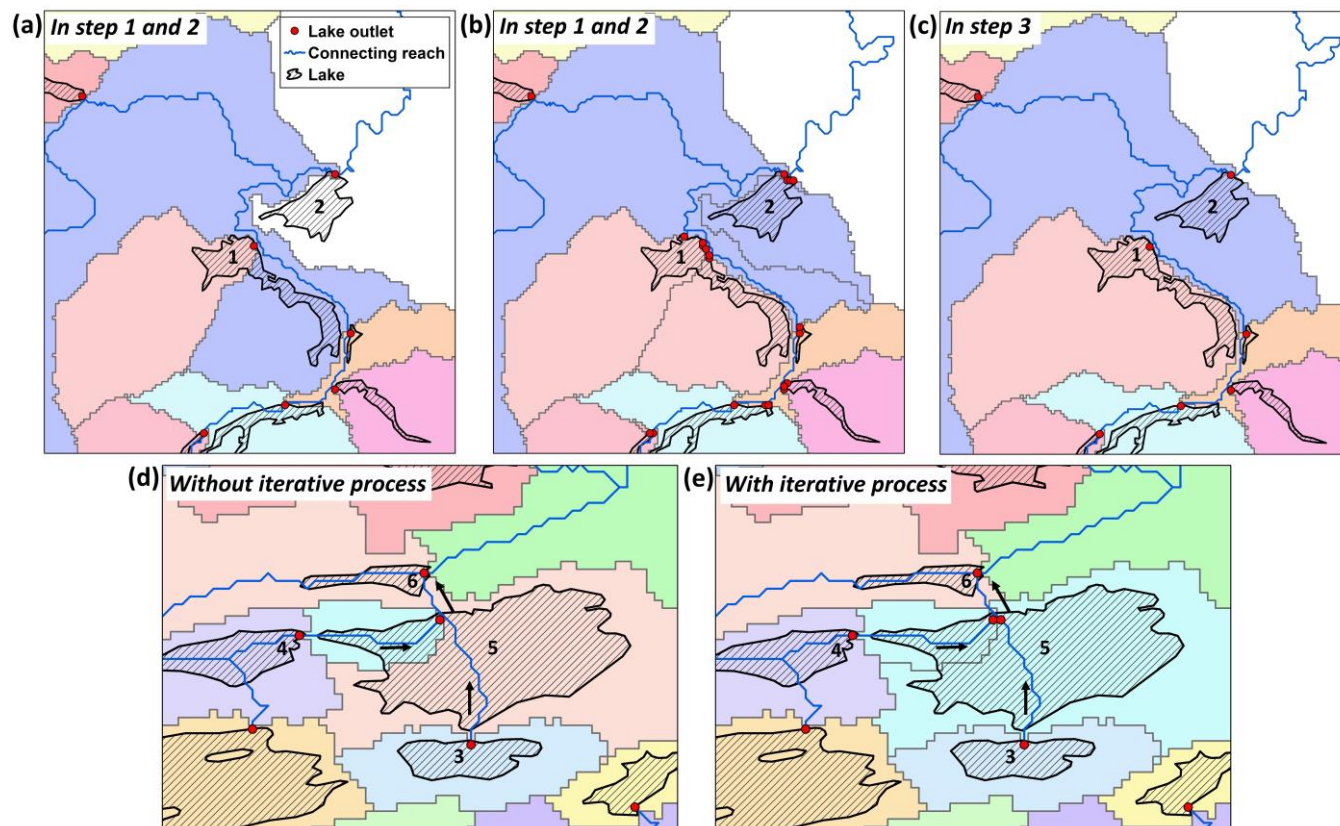 (a) In step 1 and 2
Lake outlet
Connecting reach
Lake
1
2
(b) In step 1 and 2
1
2
(c) In step 3
1
2
(d) Without iterative process
6
4
5
3
(e) With iterative process
6
4
5
3